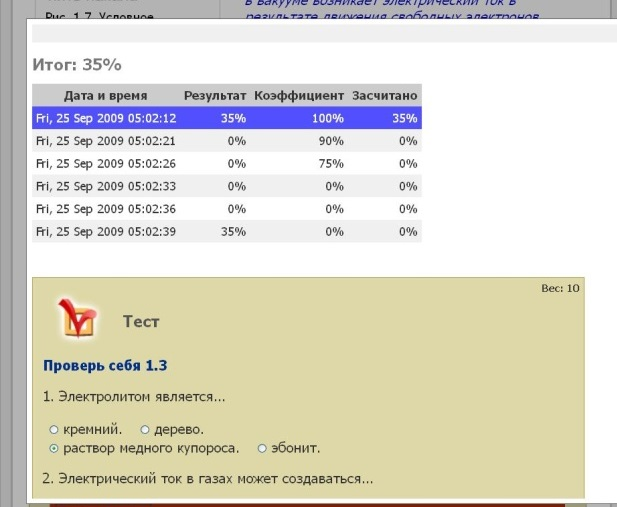 в вакууме возникает электрический ток в
Рис. 1.7. Условное
результате движения свободных электронов
Итог: 35%
Дата и время Результат Коэффициент Засчитано
Fri, 25 Sep 2009 05:02:12 35% 100% 35%
Fri, 25 Sep 2009 05:02:21 0% 90% 0%
Fri, 25 Sep 2009 05:02:26 0% 75% 0%
Fri, 25 Sep 2009 05:02:33 0% 0% 0%
Fri, 25 Sep 2009 05:02:36 0% 0% 0%
Fri, 25 Sep 2009 05:02:39 35% 0% 0%
Вес: 10
Тест
Проверь себя 1.3
1. Электролитом является...
кремний. дерево.
раствор медного купороса. эбонит.
2. Электрический ток в газах может создаваться...